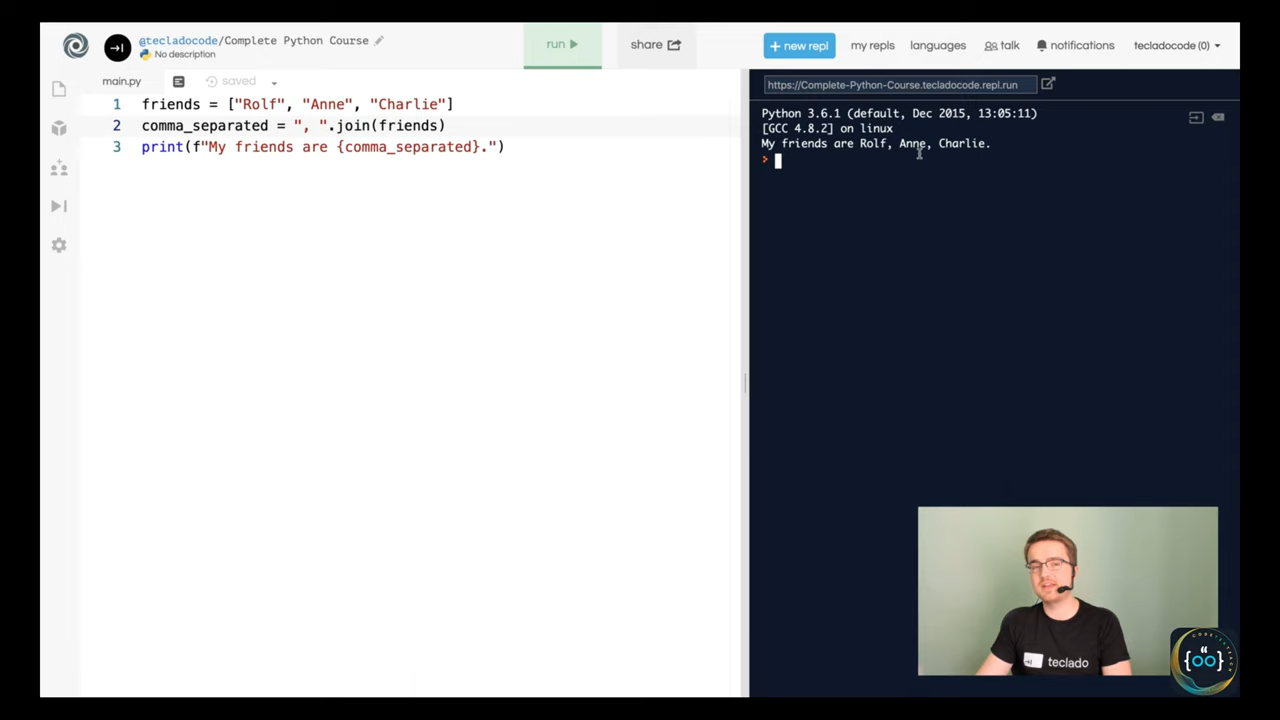 @tecladocode/Complete Python Course
No description
run
share
+ new repl
my repls
languages
talk
notifications
tecladocode (0)
main.py
saved
https://Complete-Python-Course.tecladocode.repl.run
1 friends = ["Rolf", "Anne", "Charlie"]
2 comma_separated = ", ".join(friends)
3 print(f"My friends are {comma_separated}.")
Python 3.6.1 (default, Dec 2015, 13:05:11)
[GCC 4.8.2] on linux
My friends are Rolf, Anne, Charlie.
>
teclado